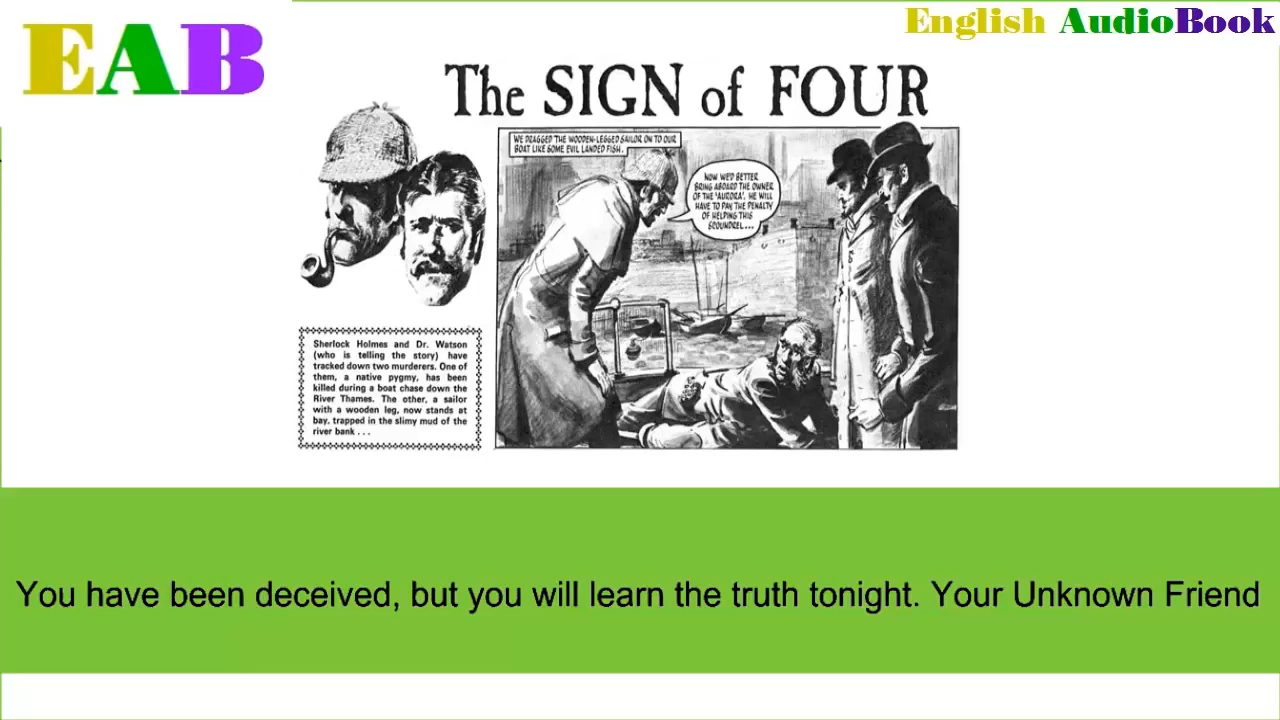 EAB
English AudioBook
The SIGN of FOUR
WE DRAGGED THE WOODEN-LEGGED SAILOR ON TO OUR
BOAT LIKE SOME EVIL LANDED FISH.
NOW WE'D BETTER
BRING ABOARD THE OWNER
OF THE 'AURORA'. HE WILL
HAVE TO PAY THE PENALTY
OF HELPING THIS
SCOUNDREL...
Sherlock Holmes and Dr. Watson
(who is telling the story) have
tracked down two murderers. One of
them, a native pygmy, has been
killed during a boat chase down the
River Thames. The other, a sailor
with a wooden leg, now stands at
bay, trapped in the slimy mud of the
river bank . . .
You have been deceived, but you will learn the truth tonight. Your Unknown Friend